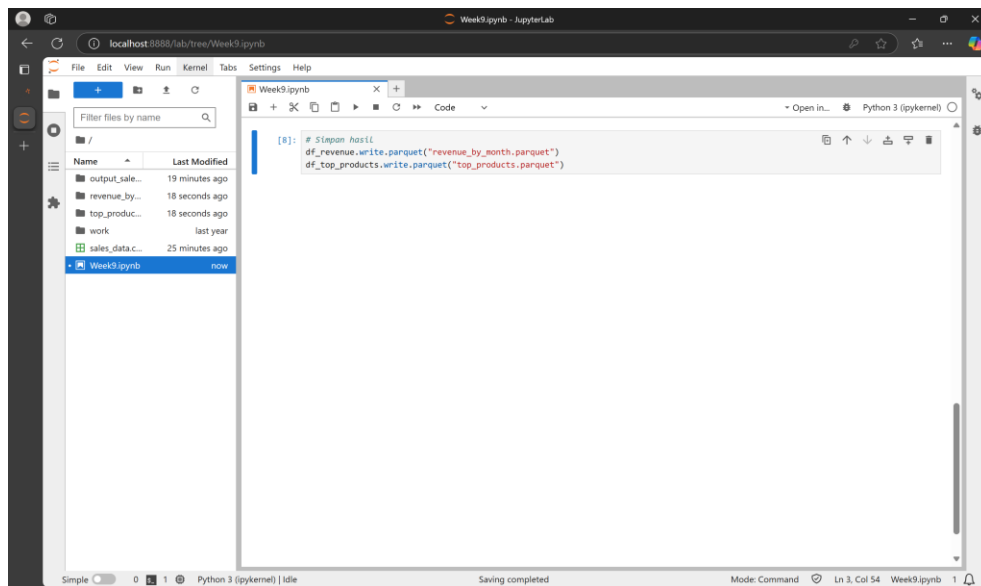 Week9.ipynb - JupyterLab
localhost:8888/lab/tree/Week9.ipynb
File Edit View Run Kernel Tabs Settings Help
Week9.ipynb
Code
Open in...
Python 3 (ipykernel)
Filter files by name
/
Name
Last Modified
output_sale... 19 minutes ago
revenue_by... 18 seconds ago
top_produc... 18 seconds ago
work last year
sales_data.c... 25 minutes ago
Week9.ipynb now
[8]: # Simpan hasil
df_revenue.write.parquet("revenue_by_month.parquet")
df_top_products.write.parquet("top_products.parquet")
Simple 0 1 Python 3 (ipykernel) | Idle Saving completed Mode: Command Ln 3, Col 54 Week9.ipynb 1